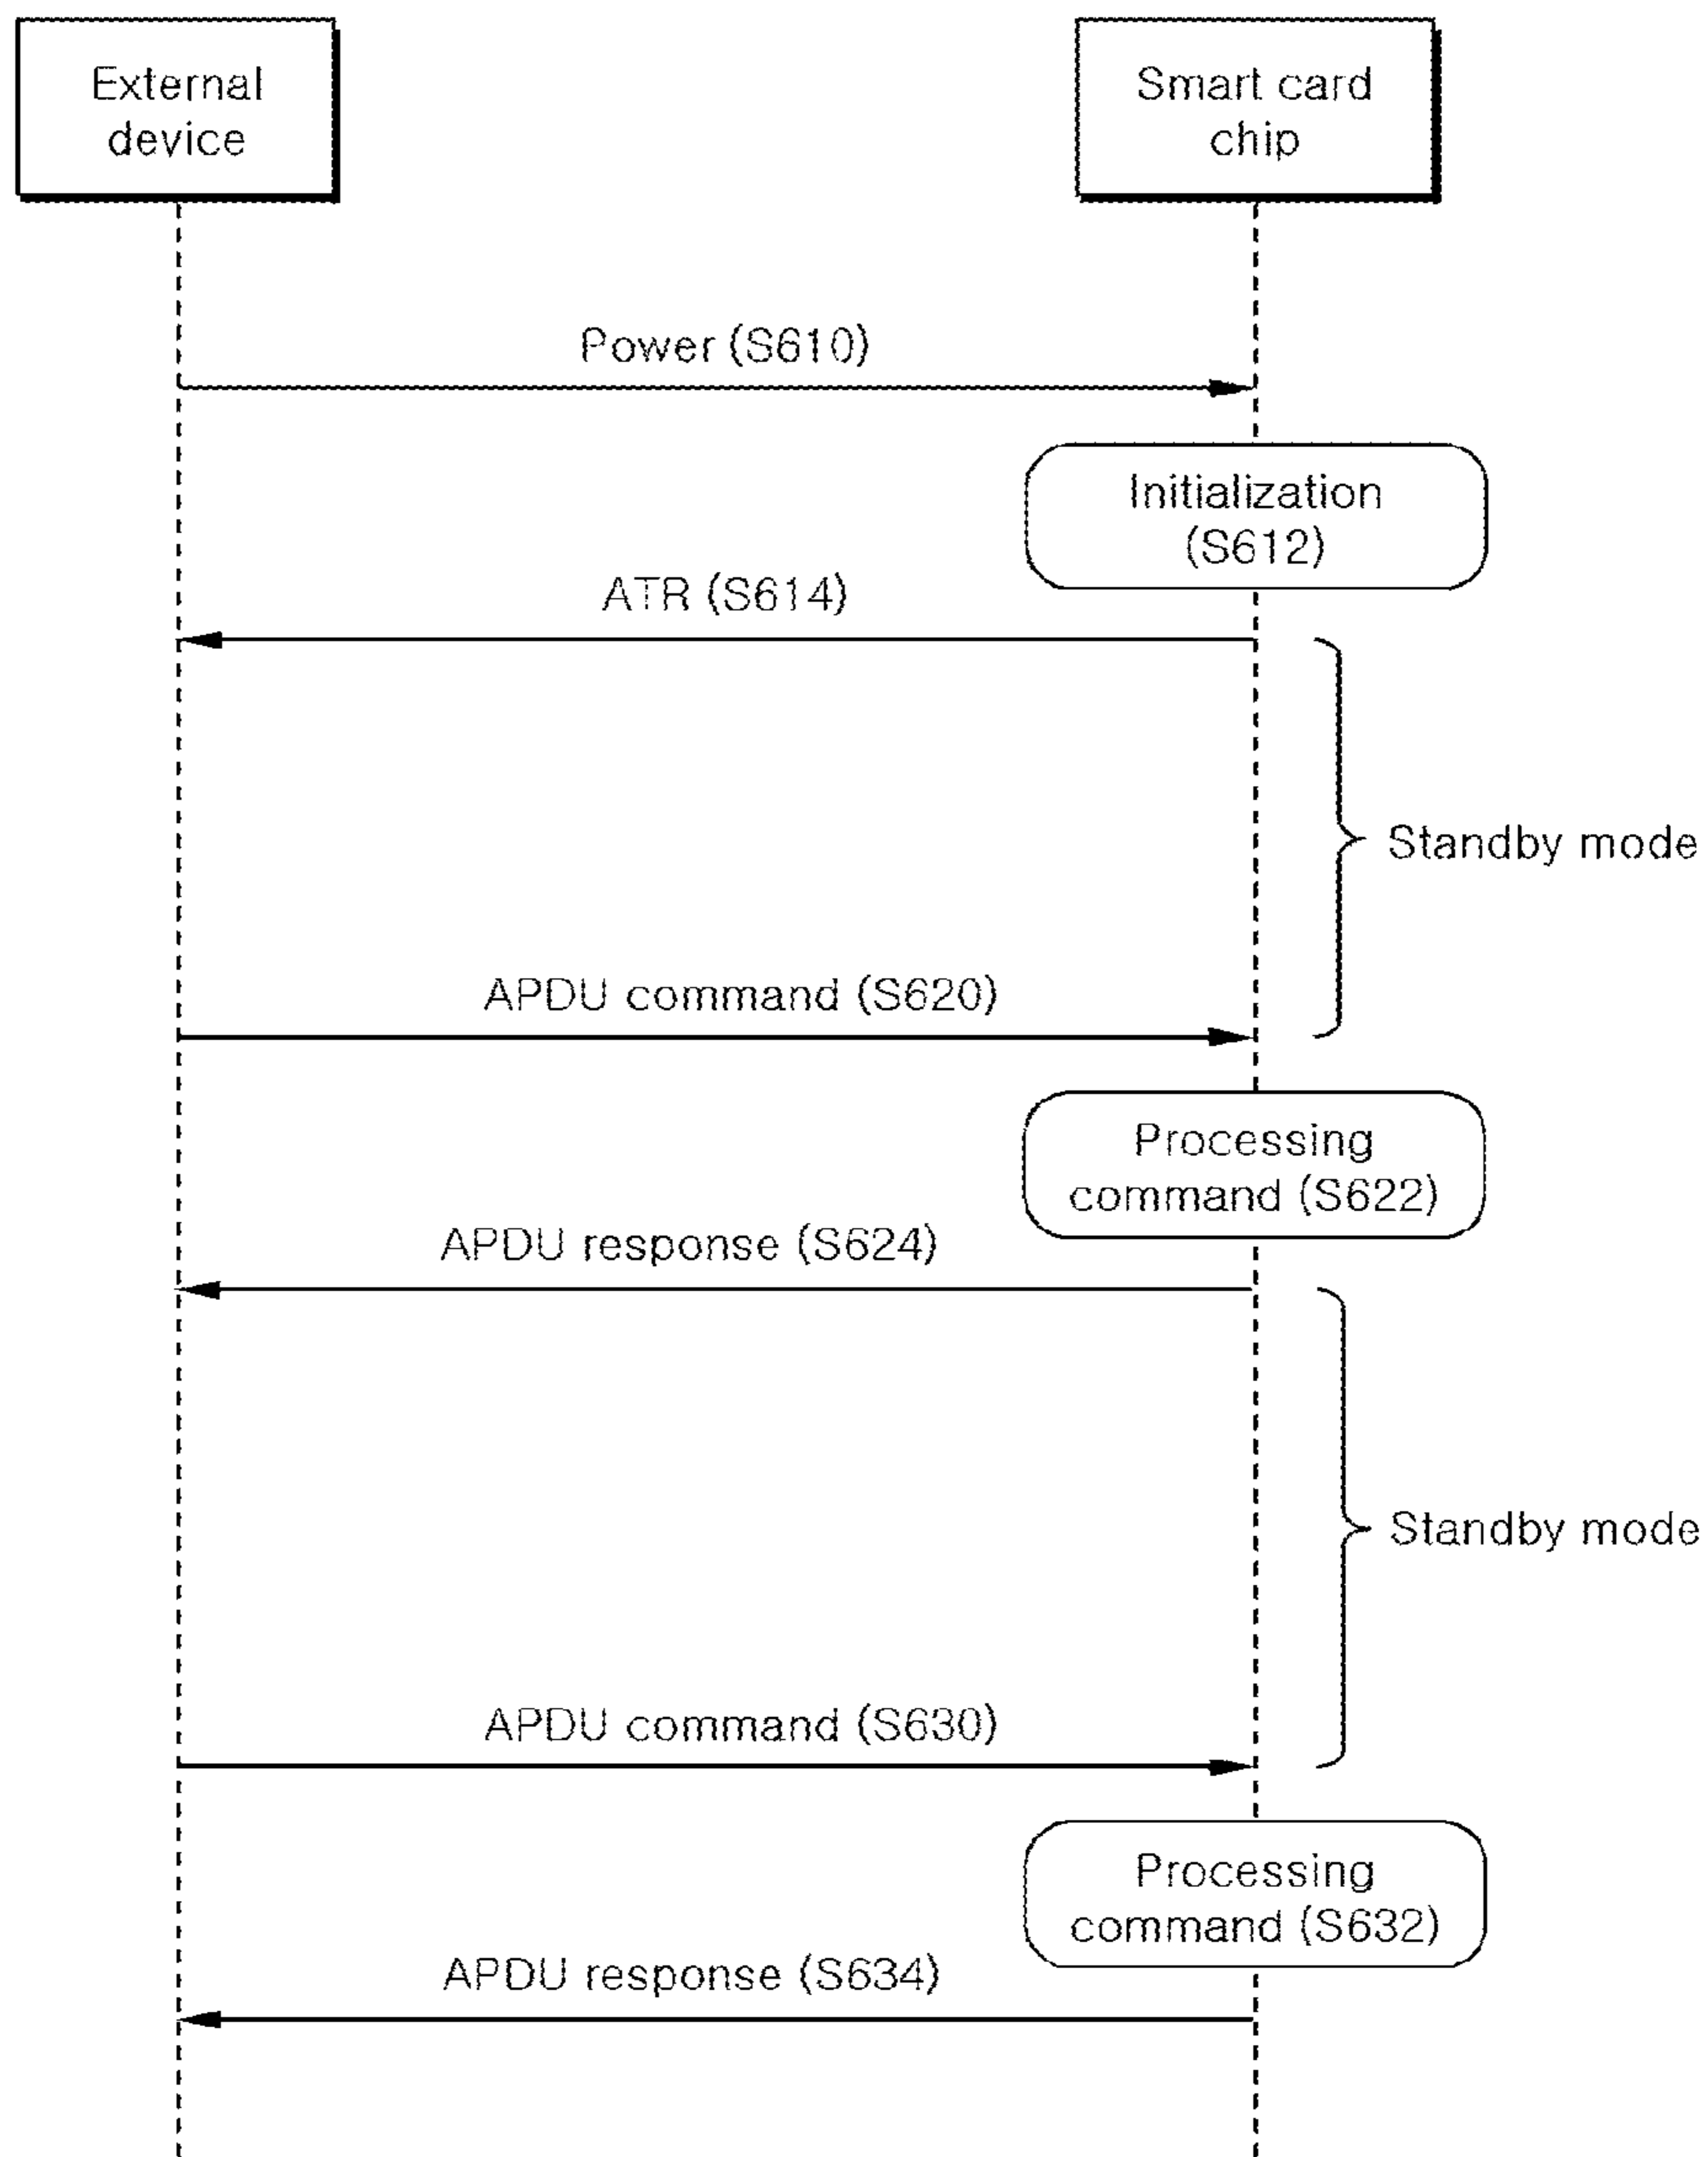 External
device
Smart card
chip
Power (S610)
Initialization
(S612)
ATR (S614)
Standby mode
APDU command (S620)
Processing
command (S622)
APDU response (S624)
Standby mode
APDU command (S630)
Processing
command (S632)
APDU response (S634)